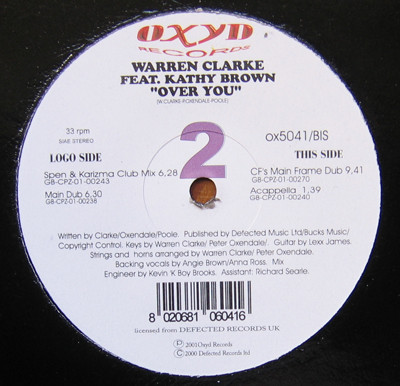 OXYD
RECORDS
WARREN CLARKE
FEAT. KATHY BROWN
"OVER YOU"
(W.CLARKE-P.OXENDALE-POOLE)
33 rpm
SIAE STEREO
2
ox5041/BIS
LOGO SIDE
THIS SIDE
Spen & Karizma Club Mix 6,28
GB-CPZ-01-00243
Main Dub 6,30
GB-CPZ-01-00238
CF's Main Frame Dub 9,41
GB-CPZ-01-00270
Acappella 1.39
GB-CPZ-01-00240
Written by Clarke/Oxendale/Poole. Published by Defected Music Ltd/Bucks Music/
Copyright Control. Keys by Warren Clarke/ Peter Oxendale/. Guitar by Lexx James.
Strings and horns arranged by Warren Clarke/ Peter Oxendale.
Backing vocals by Angie Brown/Anna Ross. Mix
Engineer by Kevin 'K' Boy Brooks. Assistant: Richard Searle.
8 020681 060416
licensed from DEFECTED RECORDS UK
P 2001Oxyd Records
C 2000 Defected Records ltd